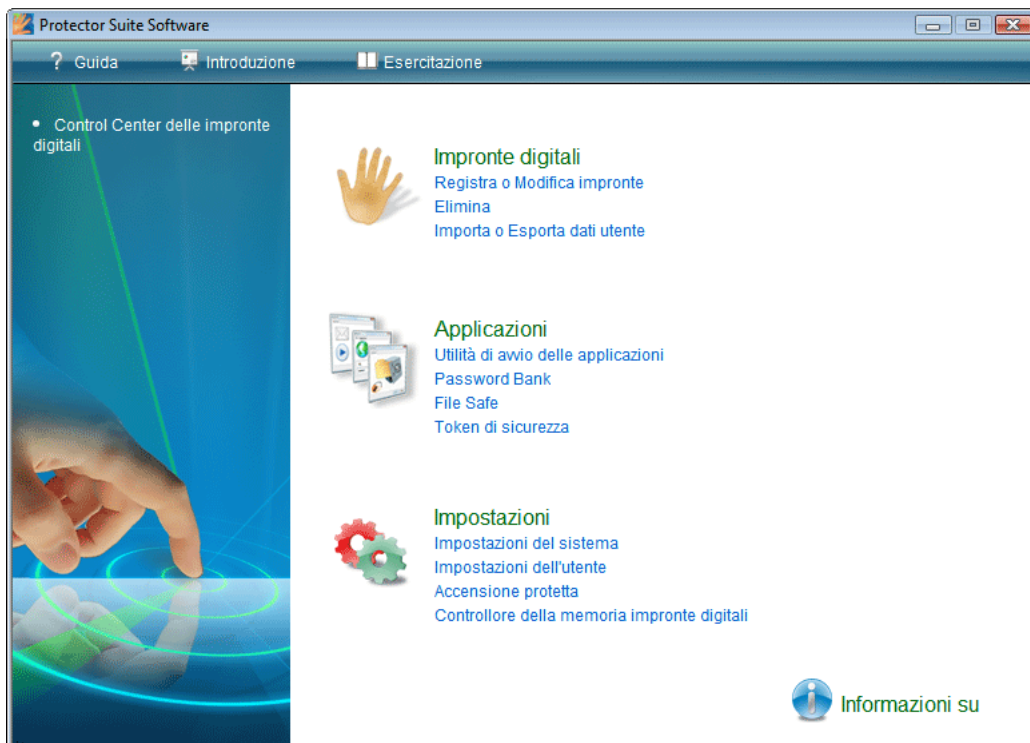 Protector Suite Software
? Guida
Introduzione
Esercitazione
• Control Center delle impronte
digitali
Impronte digitali
Registra o Modifica impronte
Elimina
Importa o Esporta dati utente
Applicazioni
Utilità di avvio delle applicazioni
Password Bank
File Safe
Token di sicurezza
Impostazioni
Impostazioni del sistema
Impostazioni dell'utente
Accensione protetta
Controllore della memoria impronte digitali
Informazioni su